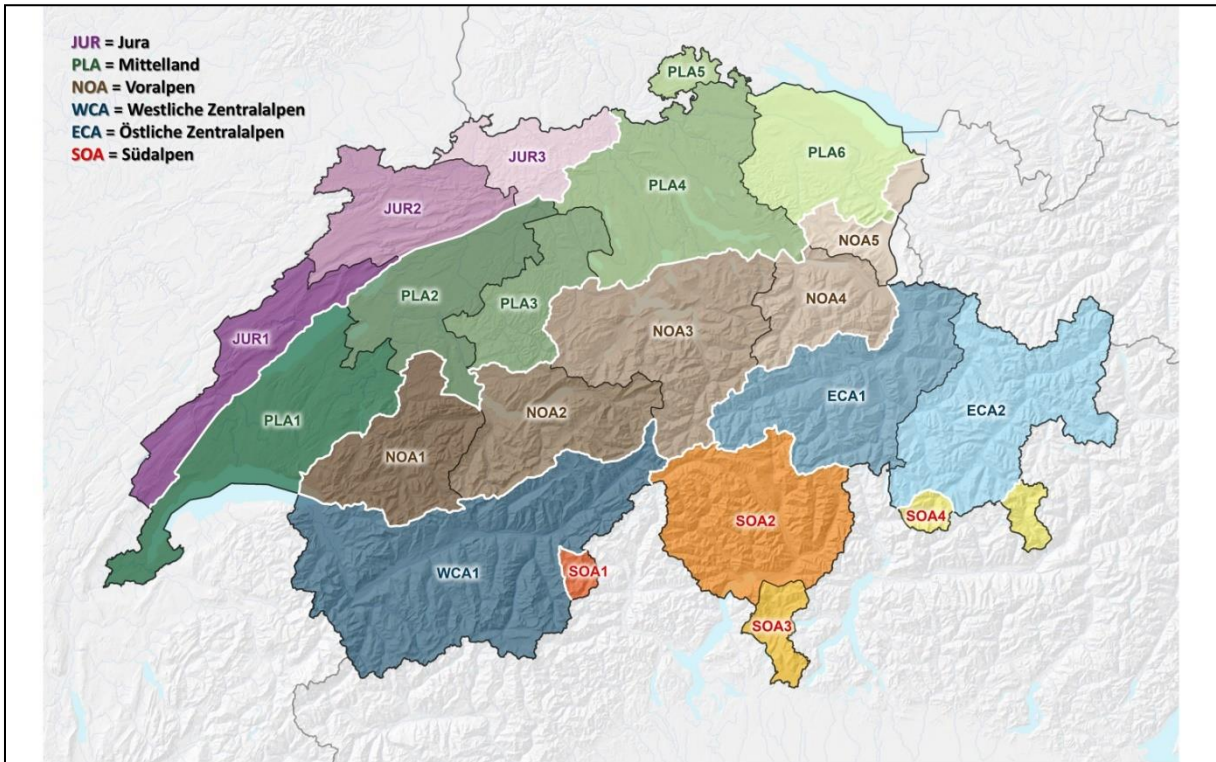 JUR = Jura
PLA = Mittelland
NOA = Voralpen
WCA = Westliche Zentralalpen
ECA = Östliche Zentralalpen
SOA = Südalpen
PLA5
JUR3
PLA6
PLA4
JUR2
NOA5
PLA2
PLA3
NOA4
NOA3
JUR1
ECA1
NOA2
ECA2
PLA1
NOA1
SOA4
SOA2
WCA1
SOA1
SOA3